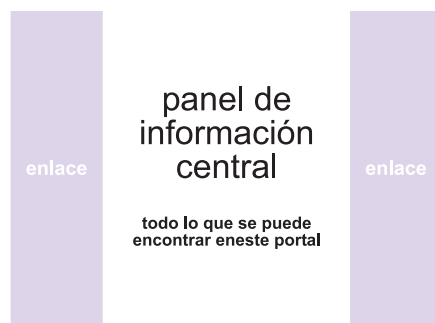 panel de
información
central
enlace
enlace
todo lo que se puede
encontrar eneste portal